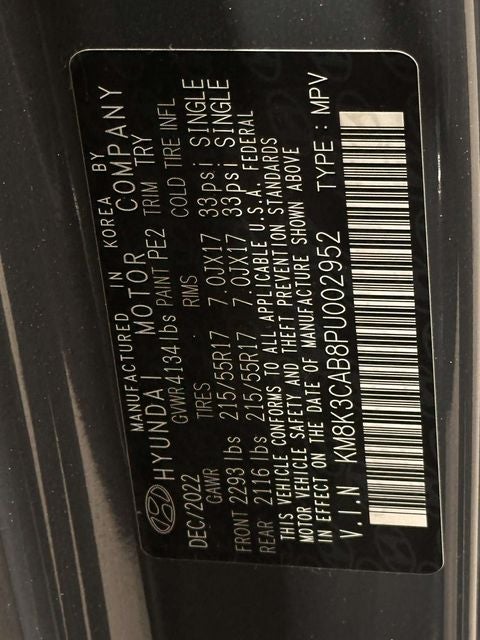 MANUFACTURED IN KOREA BY
HYUNDAI MOTOR COMPANY
DEC/2022 GVWR 4134 lbs PAINT PE2 TRIM TRY
GAWR TIRES RIMS COLD TIRE INFL
FRONT 2293 lbs 215/55R17 7.0JX17 33psi SINGLE
REAR 2116 lbs 215/55R17 7.0JX17 33psi SINGLE
THIS VEHICLE CONFORMS TO ALL APPLICABLE U.S.A. FEDERAL
MOTOR VEHICLE SAFETY AND THEFT PREVENTION STANDARDS
IN EFFECT ON THE DATE OF MANUFACTURE SHOWN ABOVE
V.I.N KM8K3CAB8PU002952 TYPE : MPV